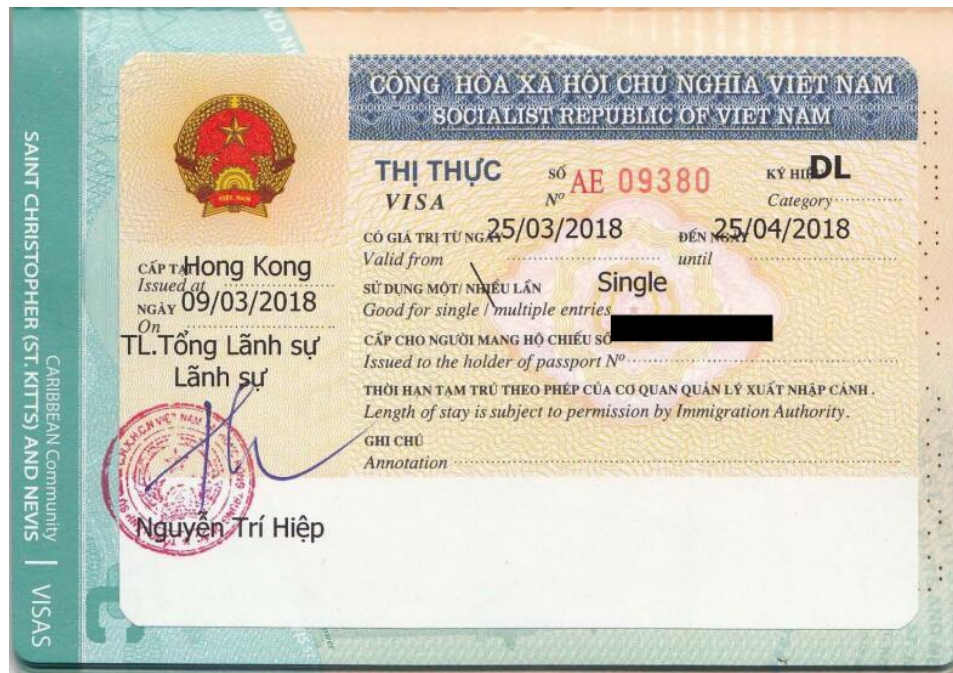 CỘNG HÒA XÃ HỘI CHỦ NGHĨA VIỆT NAM
SOCIALIST REPUBLIC OF VIET NAM
THỊ THỰC SỐ AE 09380 KÝ HIỆU DL
VISA Nº Category
CÓ GIÁ TRỊ TỪ NGÀY 25/03/2018 ĐẾN NGÀY 25/04/2018
Valid from until
SỬ DỤNG MỘT/ NHIỀU LẦN Single
Good for single / multiple entries
CẤP CHO NGƯỜI MANG HỘ CHIẾU SỐ
Issued to the holder of passport Nº
THỜI HẠN TẠM TRÚ THEO PHÉP CỦA CƠ QUAN QUẢN LÝ XUẤT NHẬP CẢNH .
Length of stay is subject to permission by Immigration Authority.
GHI CHÚ
Annotation
VIỆT NAM
CẤP TẠI Hong Kong
Issued at
NGÀY 09/03/2018
On
TL.Tổng Lãnh sự
Lãnh sự
Nguyễn Trí Hiệp
CARIBBEAN Community
SAINT CHRISTOPHER (ST. KITTS) AND NEVIS | VISAS